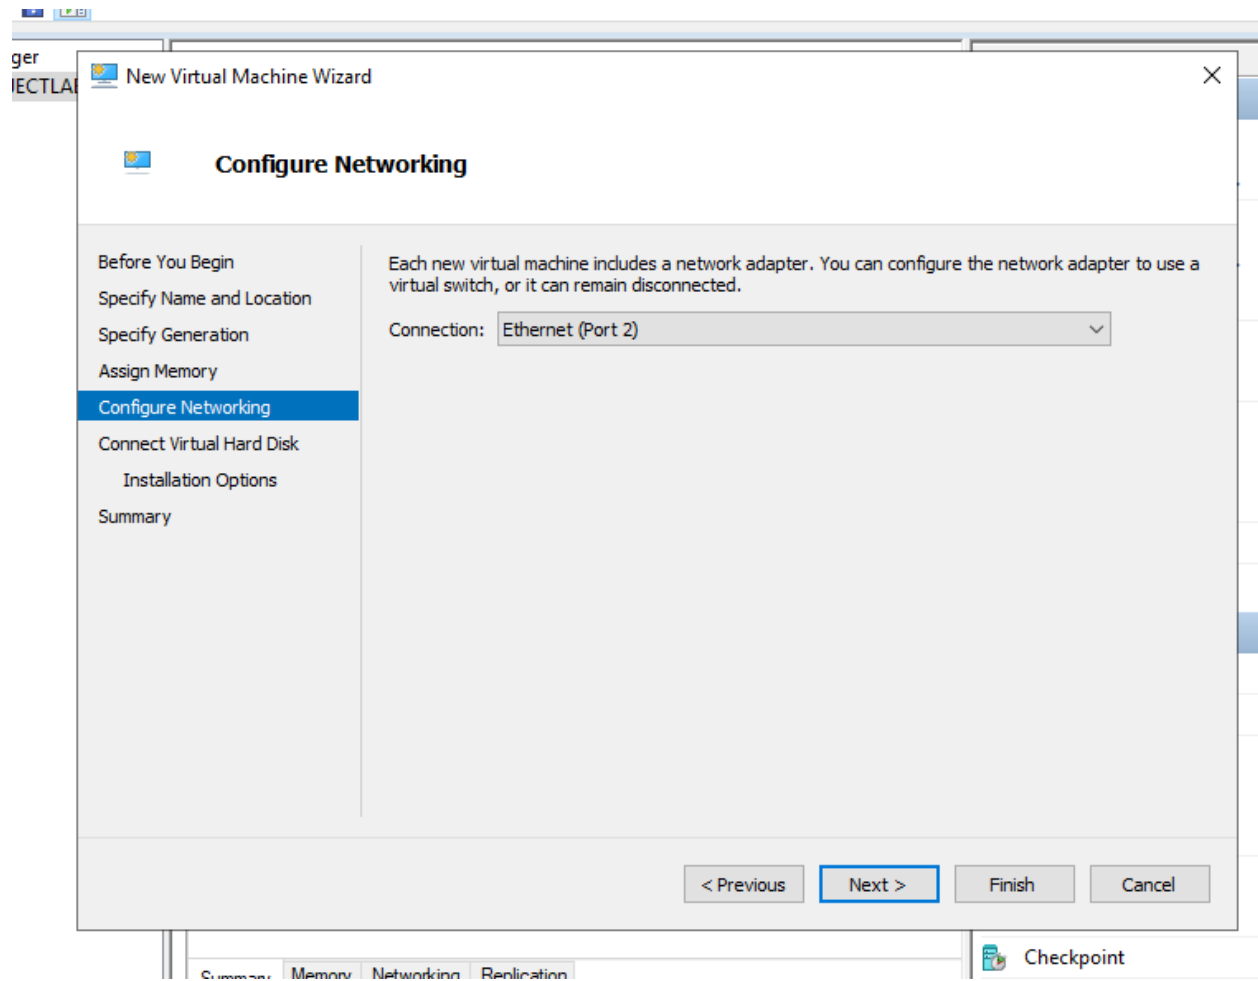 ger
JECTLAB
New Virtual Machine Wizard
Configure Networking
Before You Begin
Specify Name and Location
Specify Generation
Assign Memory
Configure Networking
Connect Virtual Hard Disk
Installation Options
Summary
Each new virtual machine includes a network adapter. You can configure the network adapter to use a
virtual switch, or it can remain disconnected.
Connection: Ethernet (Port 2)
< Previous Next > Finish Cancel
Summary Memory Networking Replication
Checkpoint